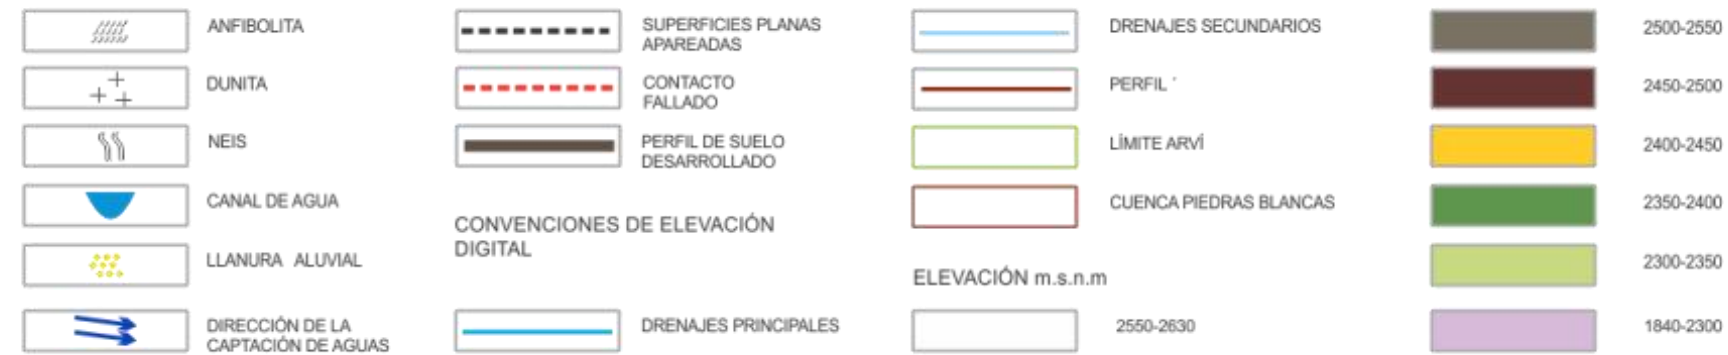 ANFIBOLITA
DUNITA
NEIS
CANAL DE AGUA
LLANURA ALUVIAL
DIRECCIÓN DE LA
CAPTACIÓN DE AGUAS
SUPERFICIES PLANAS
APAREADAS
CONTACTO
FALLADO
PERFIL DE SUELO
DESARROLLADO
CONVENCIONES DE ELEVACIÓN
DIGITAL
DRENAJES PRINCIPALES
DRENAJES SECUNDARIOS
PERFIL ´
LÍMITE ARVÍ
CUENCA PIEDRAS BLANCAS
ELEVACIÓN m.s.n.m
2550-2630
2500-2550
2450-2500
2400-2450
2350-2400
2300-2350
1840-2300